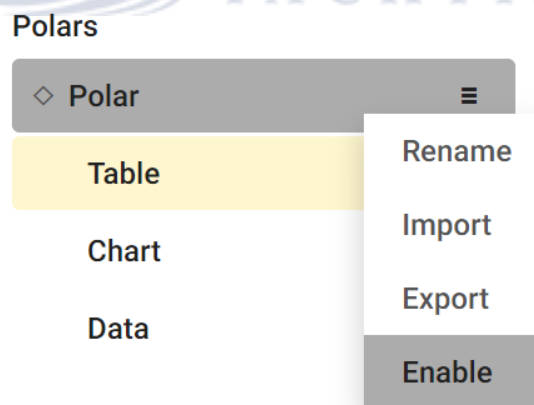 Polars
Polar
Rename
Table
Import
Chart
Export
Data
Enable